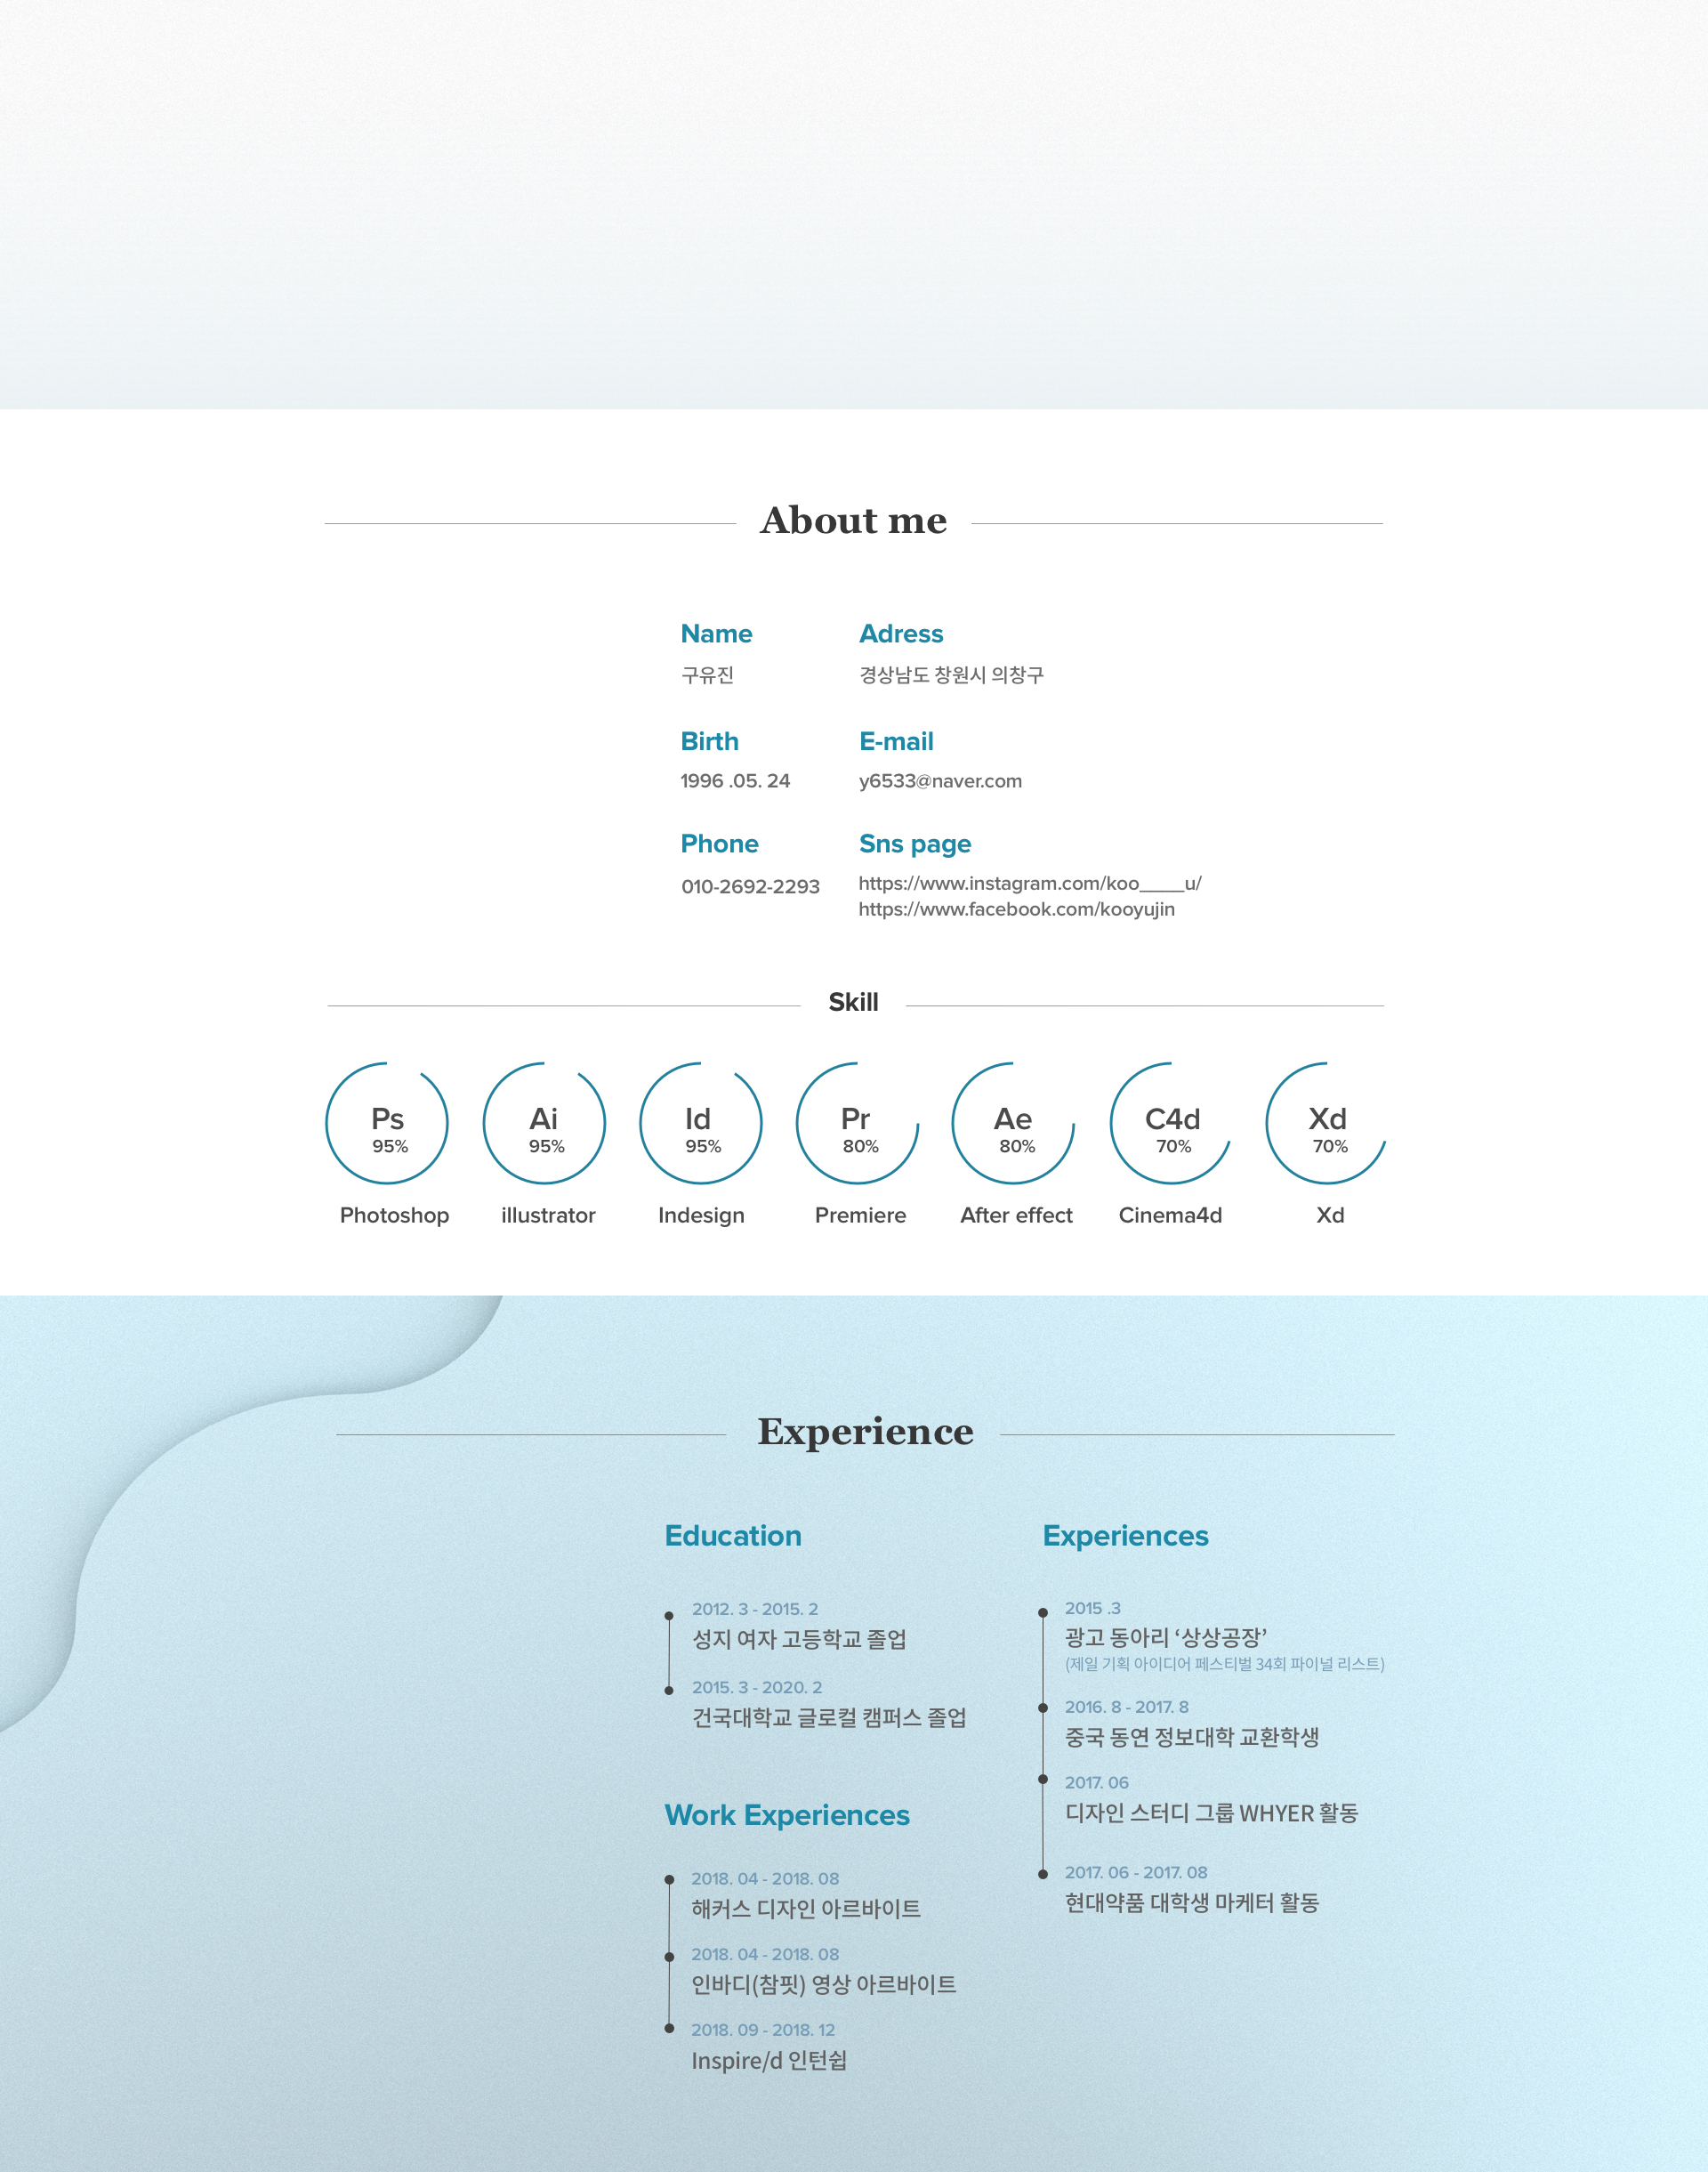 About me
Name
구유진
Adress
경상남도 창원시 의창구
Birth
1996 .05. 24
E-mail
y6533@naver.com
Phone
010-2692-2293
Sns page
https://www.instagram.com/koo____u/
https://www.facebook.com/kooyujin
Skill
Ps
95%
Photoshop
Ai
95%
illustrator
Id
95%
Indesign
Pr
80%
Premiere
Ae
80%
After effect
C4d
70%
Cinema4d
Xd
70%
Xd
Experience
Education
2012. 3 - 2015. 2
성지 여자 고등학교 졸업
2015. 3 - 2020. 2
건국대학교 글로컬 캠퍼스 졸업
Work Experiences
2018. 04 - 2018. 08
해커스 디자인 아르바이트
2018. 04 - 2018. 08
인바디(참핏) 영상 아르바이트
2018. 09 - 2018. 12
Inspire/d 인턴쉽
Experiences
2015 .3
광고 동아리 ‘상상공장’
(제일 기획 아이디어 페스티벌 34회 파이널 리스트)
2016. 8 - 2017. 8
중국 동연 정보대학 교환학생
2017. 06
디자인 스터디 그룹 WHYER 활동
2017. 06 - 2017. 08
현대약품 대학생 마케터 활동